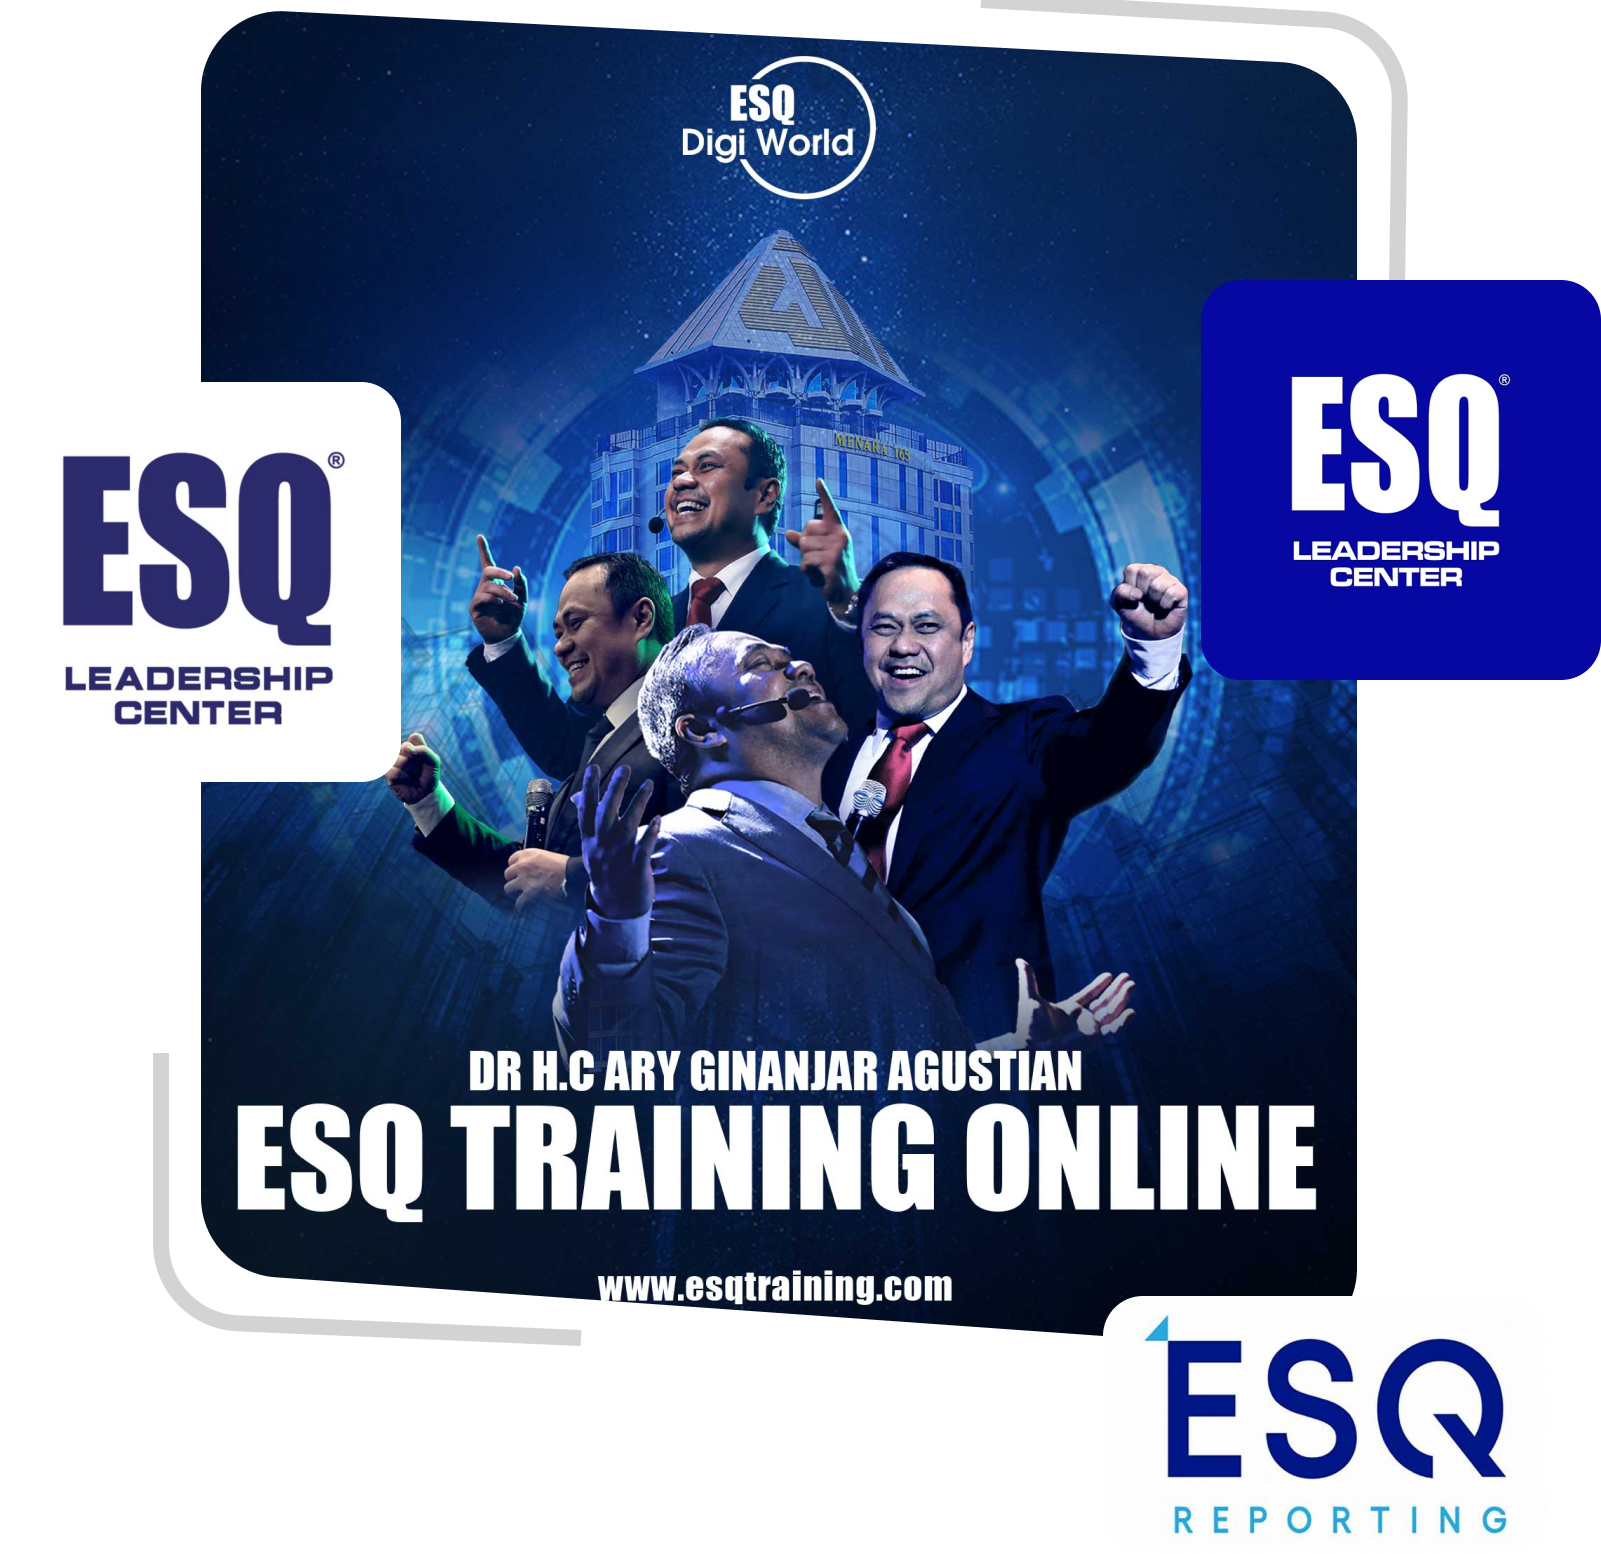 ESQ
Digi World
MENARA 165
ESQ®
LEADERSHIP
CENTER
ESQ®
LEADERSHIP
CENTER
DR H.C ARY GINANJAR AGUSTIAN
ESQ TRAINING ONLINE
www.esqtraining.com
ESQ
REPORTING